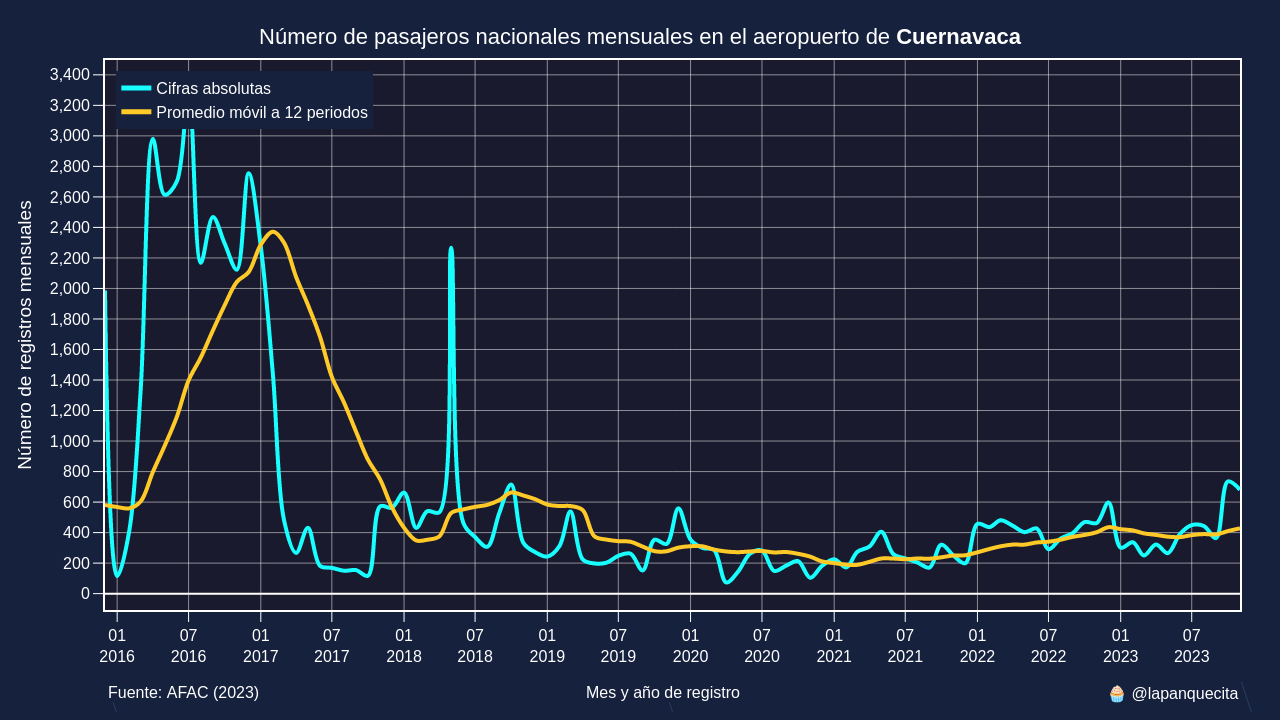 Número de pasajeros nacionales mensuales en el aeropuerto de Cuernavaca
Cifras absolutas
Promedio móvil a 12 periodos
Número de registros mensuales
3,400
3,200
3,000
2,800
2,600
2,400
2,200
2,000
1,800
1,600
1,400
1,200
1,000
800
600
400
200
0
01 07 01 07 01 07 01 07 01 07 01 07 01 07 01 07
2016 2016 2017 2017 2018 2018 2019 2019 2020 2020 2021 2021 2022 2022 2023 2023
Fuente: AFAC (2023) Mes y año de registro 🧁 @lapanquecita